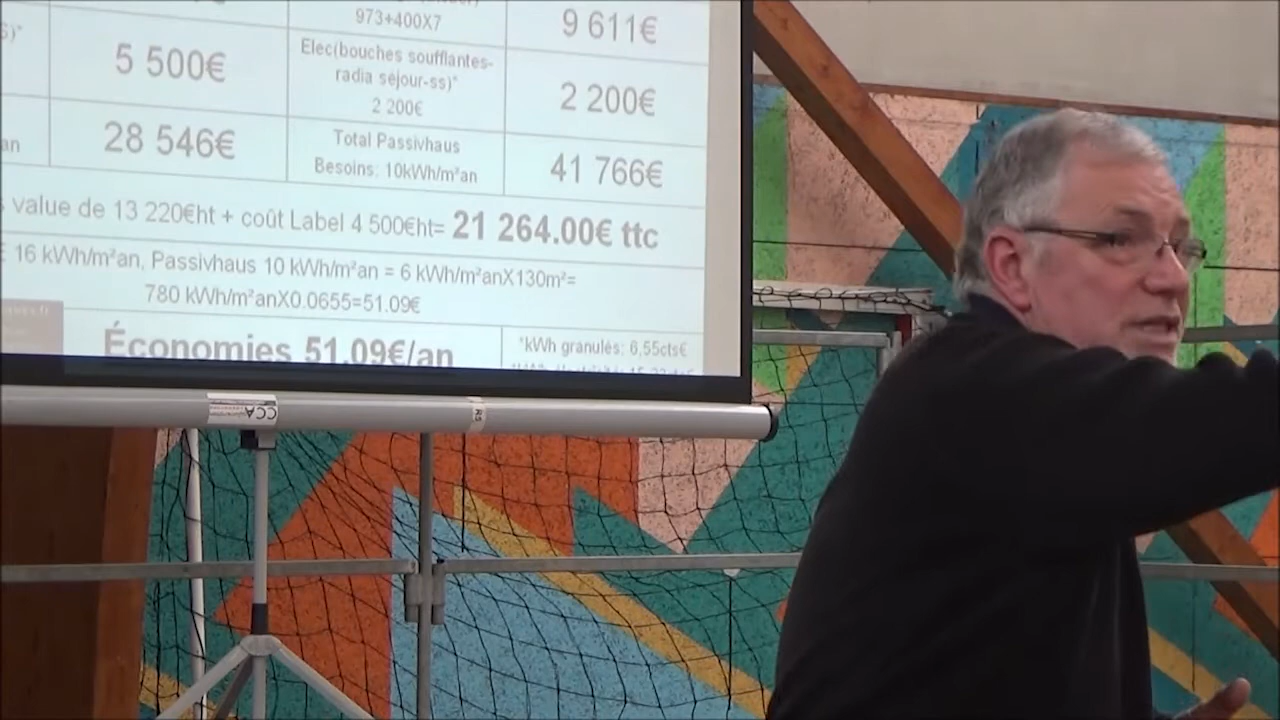 973+400X7
9 611€
5 500€
Elec(bouches soufflantes-
radia séjour-ss)*
2 200€
2 200€
an
28 546€
Total Passivhaus
Besoins: 10kWh/m²an
41 766€
value de 13 220€ht + coût Label 4 500€ht= 21 264.00€ ttc
16 kWh/m²an, Passivhaus 10 kWh/m²an = 6 kWh/m²anX130m²=
780 kWh/m²anX0.0655=51.09€
Économies 51.09€/an
*kWh granulés: 6,55cts€
CCA
RS